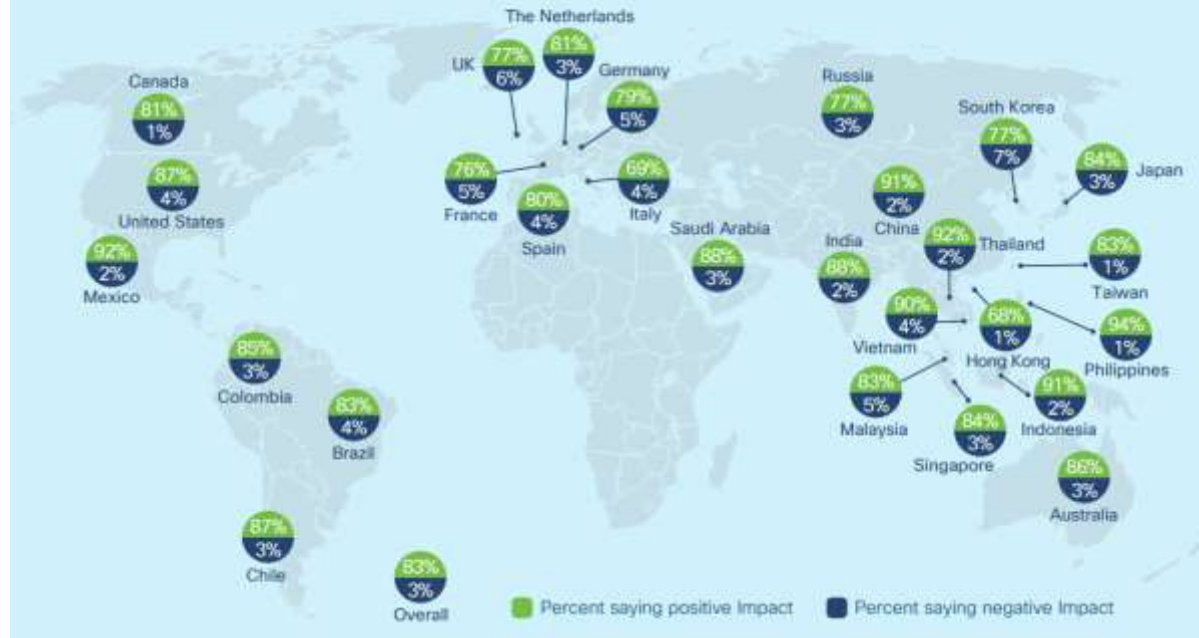 The Netherlands
81%
3%
UK
77%
6%
Germany
79%
5%
Canada
81%
1%
Russia
77%
3%
South Korea
77%
7%
Japan
84%
3%
United States
87%
4%
France
76%
5%
Spain
80%
4%
Italy
69%
4%
China
91%
2%
Mexico
92%
2%
Saudi Arabia
88%
3%
India
88%
2%
Thailand
92%
2%
Taiwan
83%
1%
Vietnam
90%
4%
Hong Kong
68%
1%
Philippines
94%
1%
Colombia
85%
3%
Brazil
83%
4%
Malaysia
83%
5%
Singapore
84%
3%
Indonesia
91%
2%
Australia
86%
3%
Chile
87%
3%
83%
3%
Overall
Percent saying positive Impact
Percent saying negative Impact